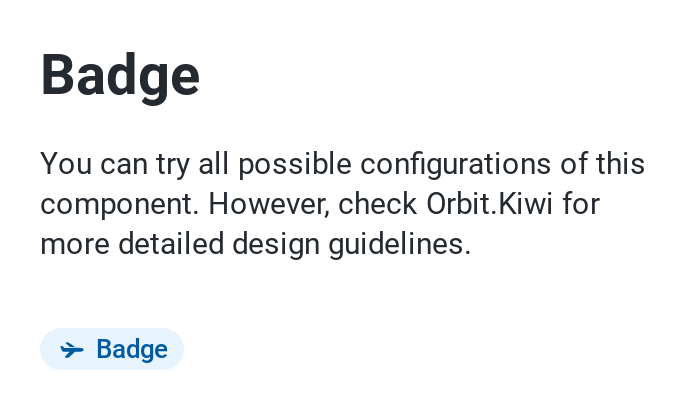 Badge
You can try all possible configurations of this
component. However, check Orbit.Kiwi for
more detailed design guidelines.
Badge